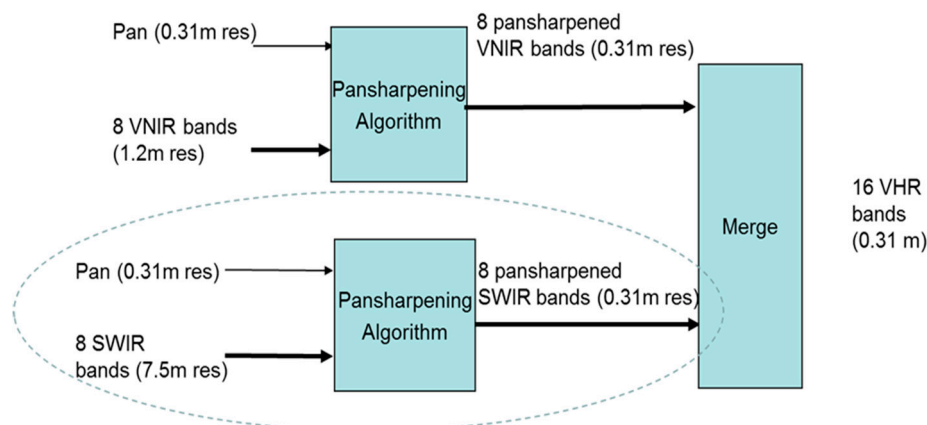 Pan (0.31m res)
8 VNIR bands
(1.2m res)
Pansharpening
Algorithm
8 pansharpened
VNIR bands (0.31m res)
Pan (0.31m res)
8 SWIR
bands (7.5m res)
Pansharpening
Algorithm
8 pansharpened
SWIR bands (0.31m res)
Merge
16 VHR
bands
(0.31 m)